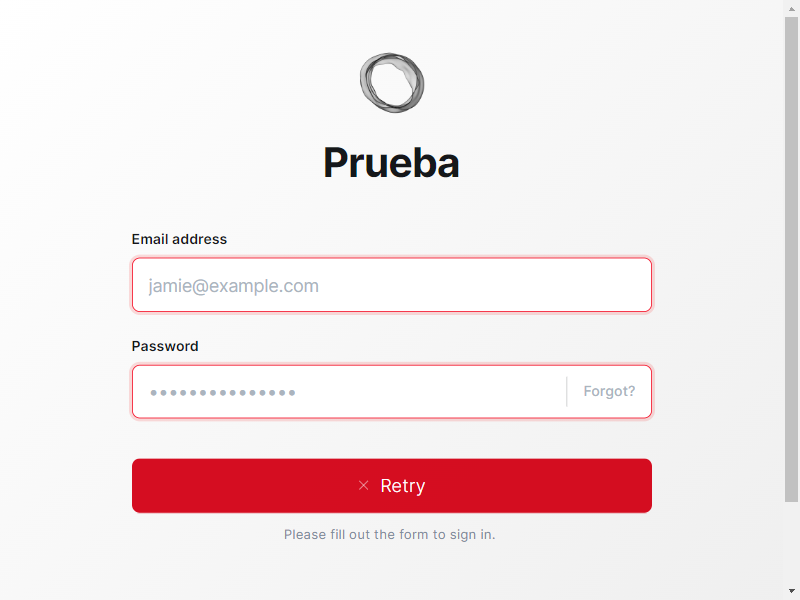 Prueba
Email address
jamie@example.com
Password
●●●●●●●●●●●●●●●
Forgot?
× Retry
Please fill out the form to sign in.